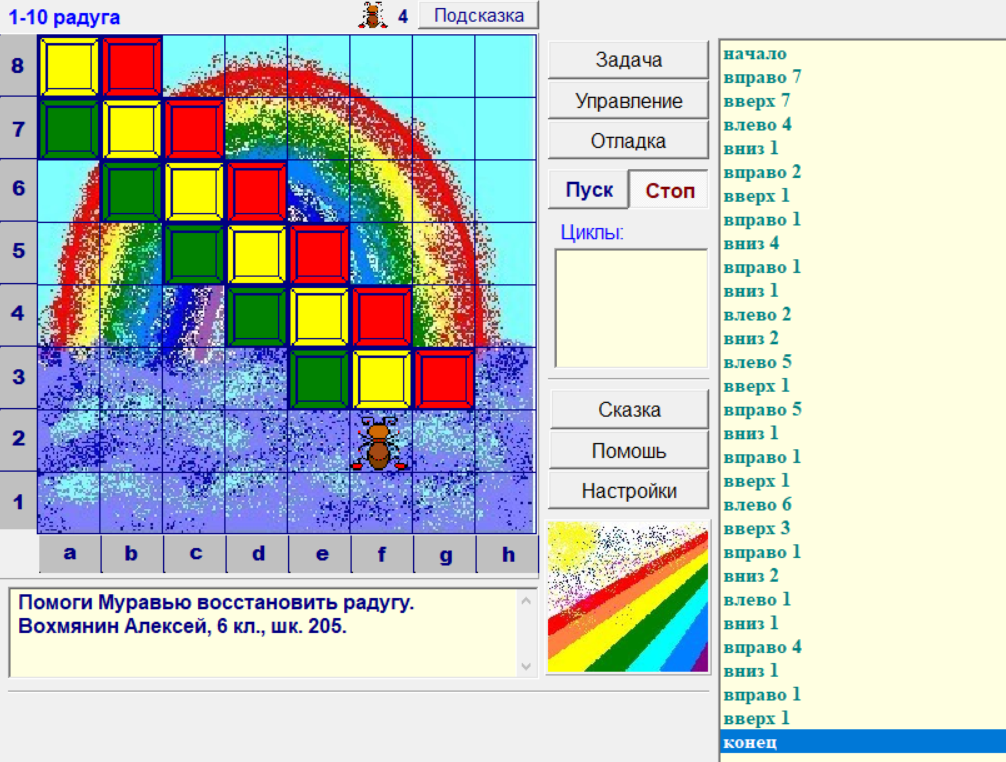 1-10 радуга
4
Подсказка
8
7
6
5
4
3
2
1
a b c d e f g h
Помоги Муравью восстановить радугу.
Вохмянин Алексей, 6 кл., шк. 205.
Задача
Управление
Отладка
Пуск Стоп
Циклы:
Сказка
Помошь
Настройки
начало
вправо 7
вверх 7
влево 4
вниз 1
вправо 2
вверх 1
вправо 1
вниз 4
вправо 1
вниз 1
влево 2
вниз 2
влево 5
вверх 1
вправо 5
вниз 1
вправо 1
вверх 1
влево 6
вверх 3
вправо 1
вниз 2
влево 1
вниз 1
вправо 4
вниз 1
вправо 1
вверх 1
конец